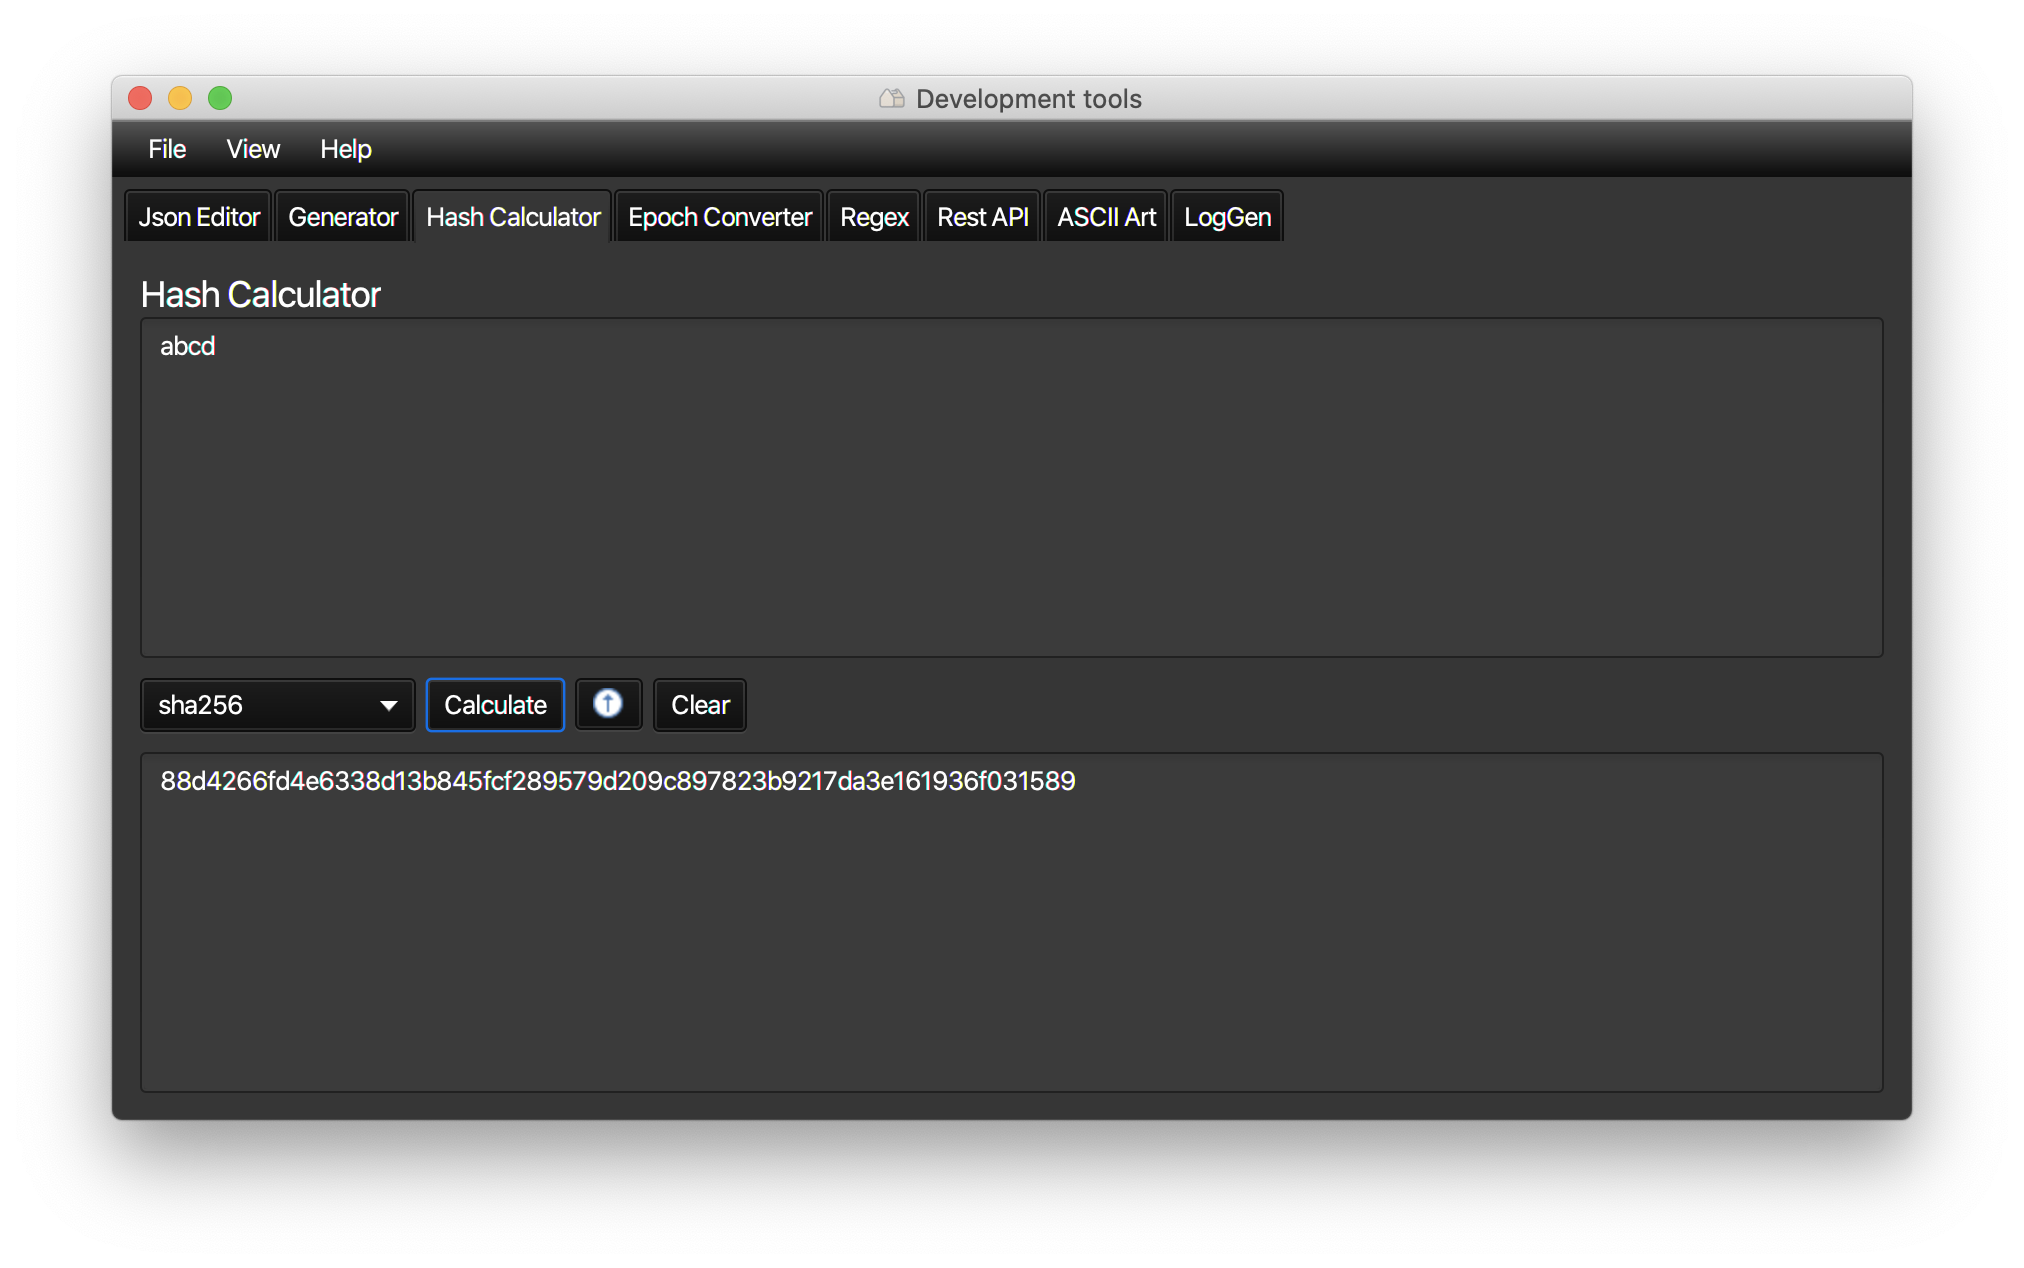 Development tools
File View Help
Json Editor Generator Hash Calculator Epoch Converter Regex Rest API ASCII Art LogGen
Hash Calculator
abcd
sha256 Calculate Clear
88d4266fd4e6338d13b845fcf289579d209c897823b9217da3e161936f031589